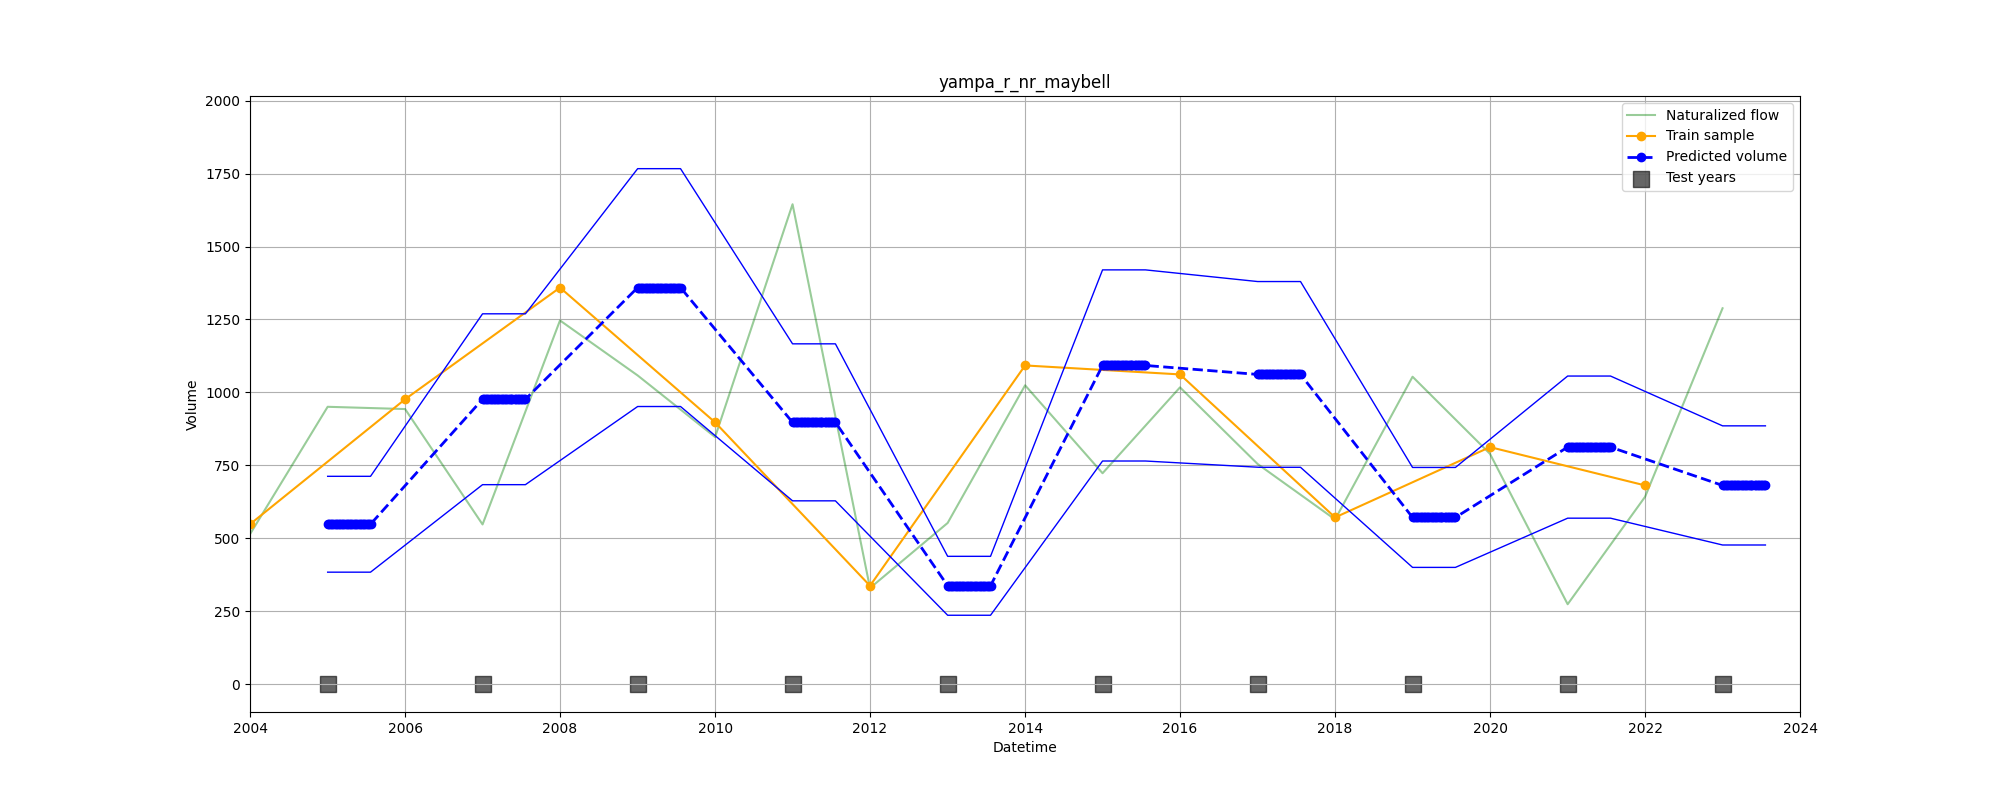 yampa_r_nr_maybell
2000
1750
1500
1250
1000
750
500
250
0
Volume
Naturalized flow
Train sample
Predicted volume
Test years
2004 2006 2008 2010 2012 2014 2016 2018 2020 2022 2024
Datetime